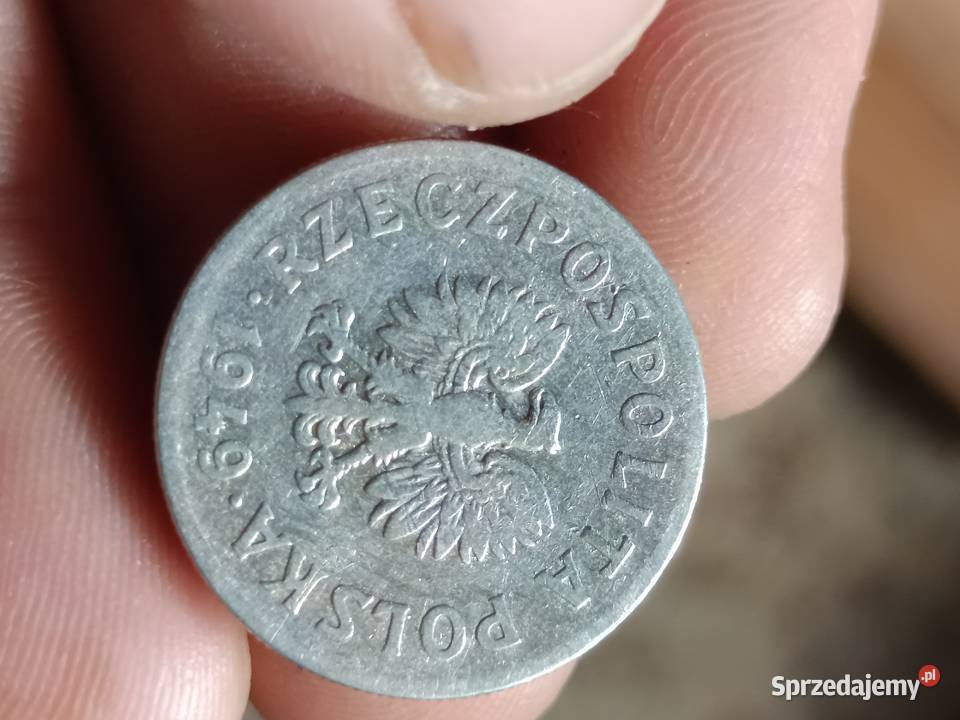 RZECZPOSPOLITA POLSKA · 1949 ·
Sprzedajemy.pl